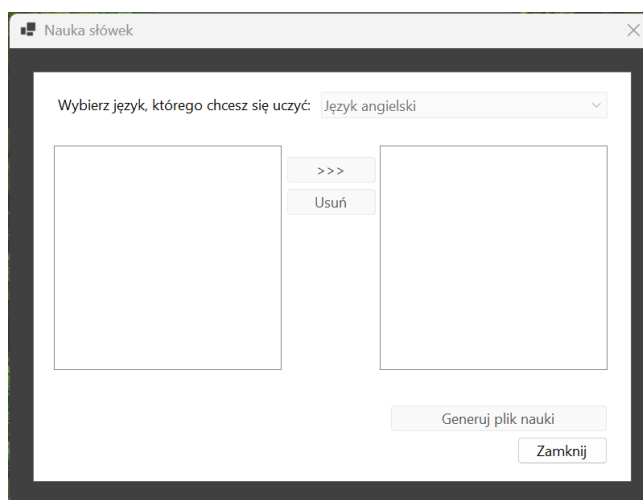 Nauka słówek
Wybierz język, którego chcesz się uczyć: Język angielski
>>>
Usuń
Generuj plik nauki
Zamknij